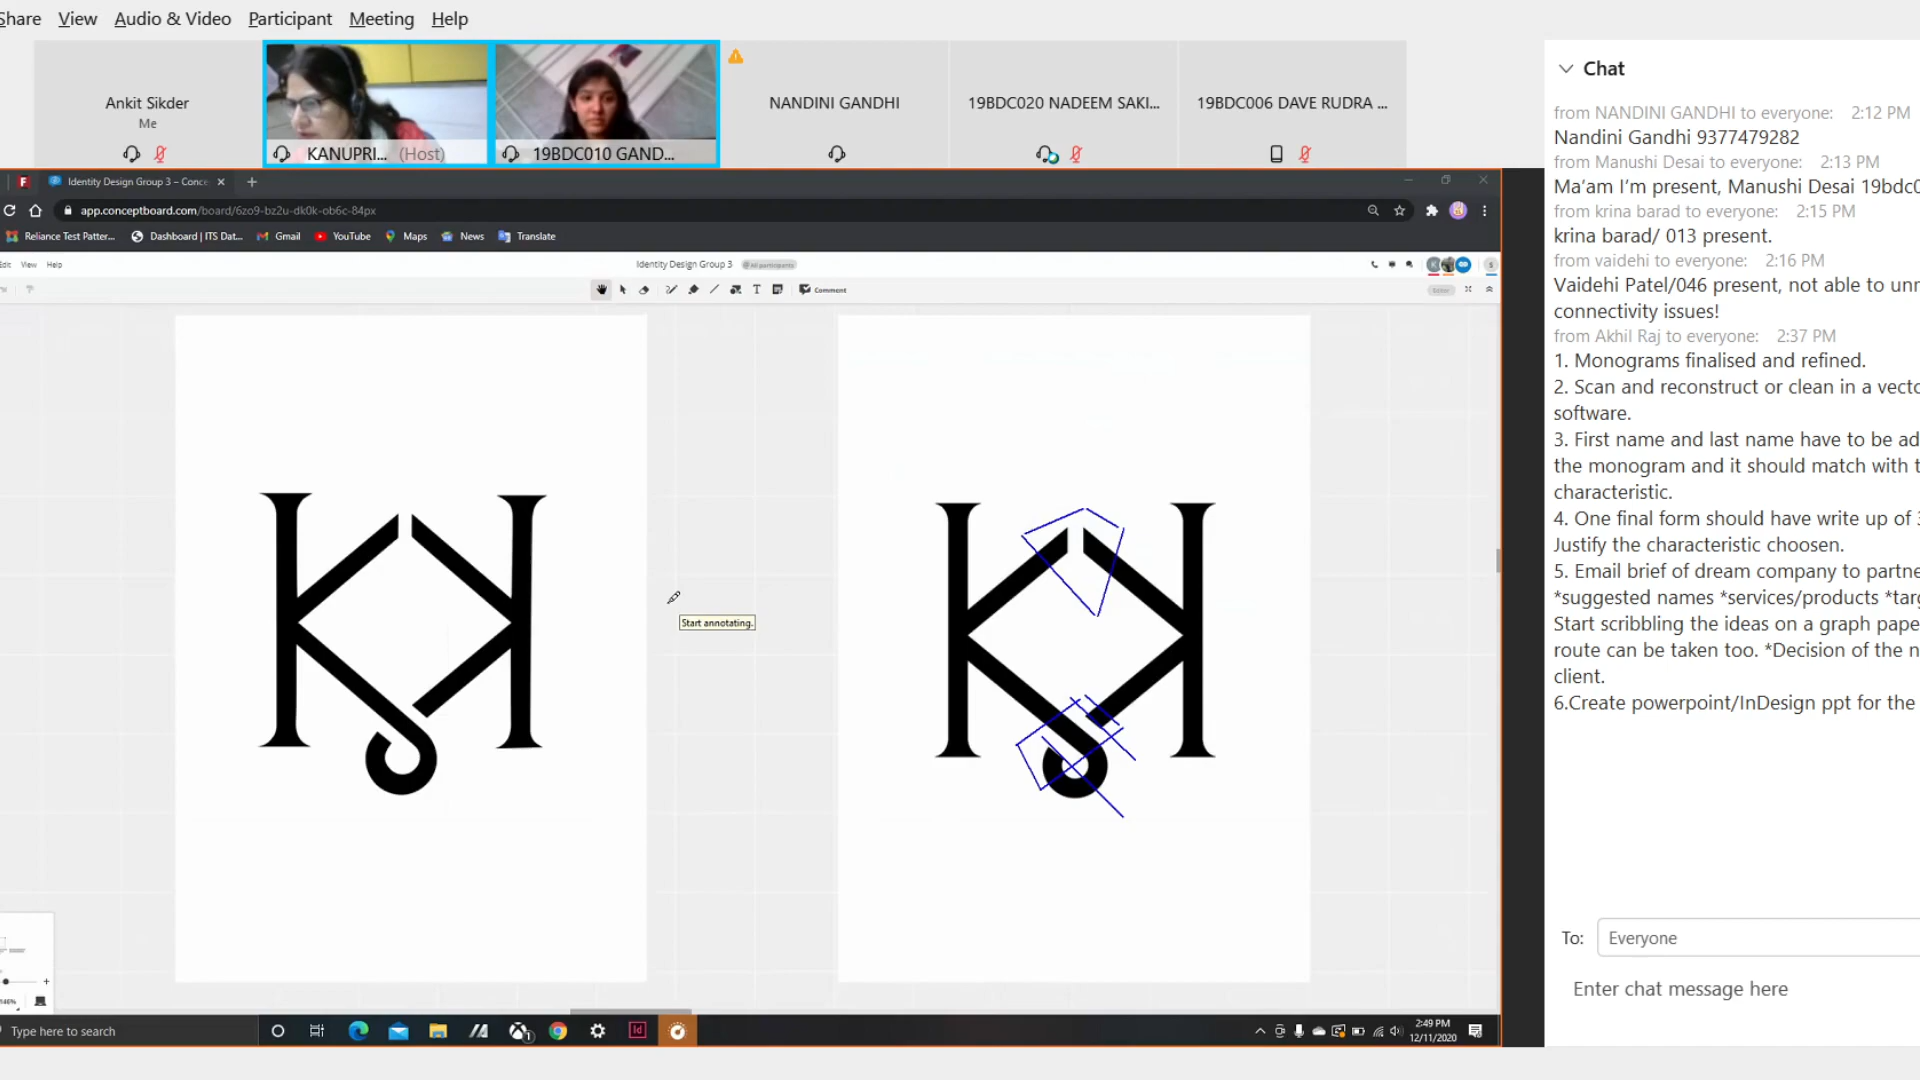 Share View Audio & Video Participant Meeting Help
Ankit Sikder
Me
KANUPRI... (Host)
19BDC010 GAND...
NANDINI GANDHI
19BDC020 NADEEM SAKI...
19BDC006 DAVE RUDRA ...
Identity Design Group 3 – Conce
app.conceptboard.com/board/6zo9-bz2u-dk0k-ob6c-84px
Reliance Test Patter... Dashboard | ITS Dat... Gmail YouTube Maps News Translate
Edit View Help
Identity Design Group 3 All participants
T Comment
Editor
Start annotating.
146%
Type here to search
Id
2:49 PM
12/11/2020
Chat
from NANDINI GANDHI to everyone: 2:12 PM
Nandini Gandhi 9377479282
from Manushi Desai to everyone: 2:13 PM
Ma'am I'm present, Manushi Desai 19bdc0
from krina barad to everyone: 2:15 PM
krina barad/ 013 present.
from vaidehi to everyone: 2:16 PM
Vaidehi Patel/046 present, not able to unm
connectivity issues!
from Akhil Raj to everyone: 2:37 PM
1. Monograms finalised and refined.
2. Scan and reconstruct or clean in a vecto
software.
3. First name and last name have to be ad
the monogram and it should match with t
characteristic.
4. One final form should have write up of 3
Justify the characteristic choosen.
5. Email brief of dream company to partne
*suggested names *services/products *targ
Start scribbling the ideas on a graph pape
route can be taken too. *Decision of the n
client.
6.Create powerpoint/InDesign ppt for the
To: Everyone
Enter chat message here